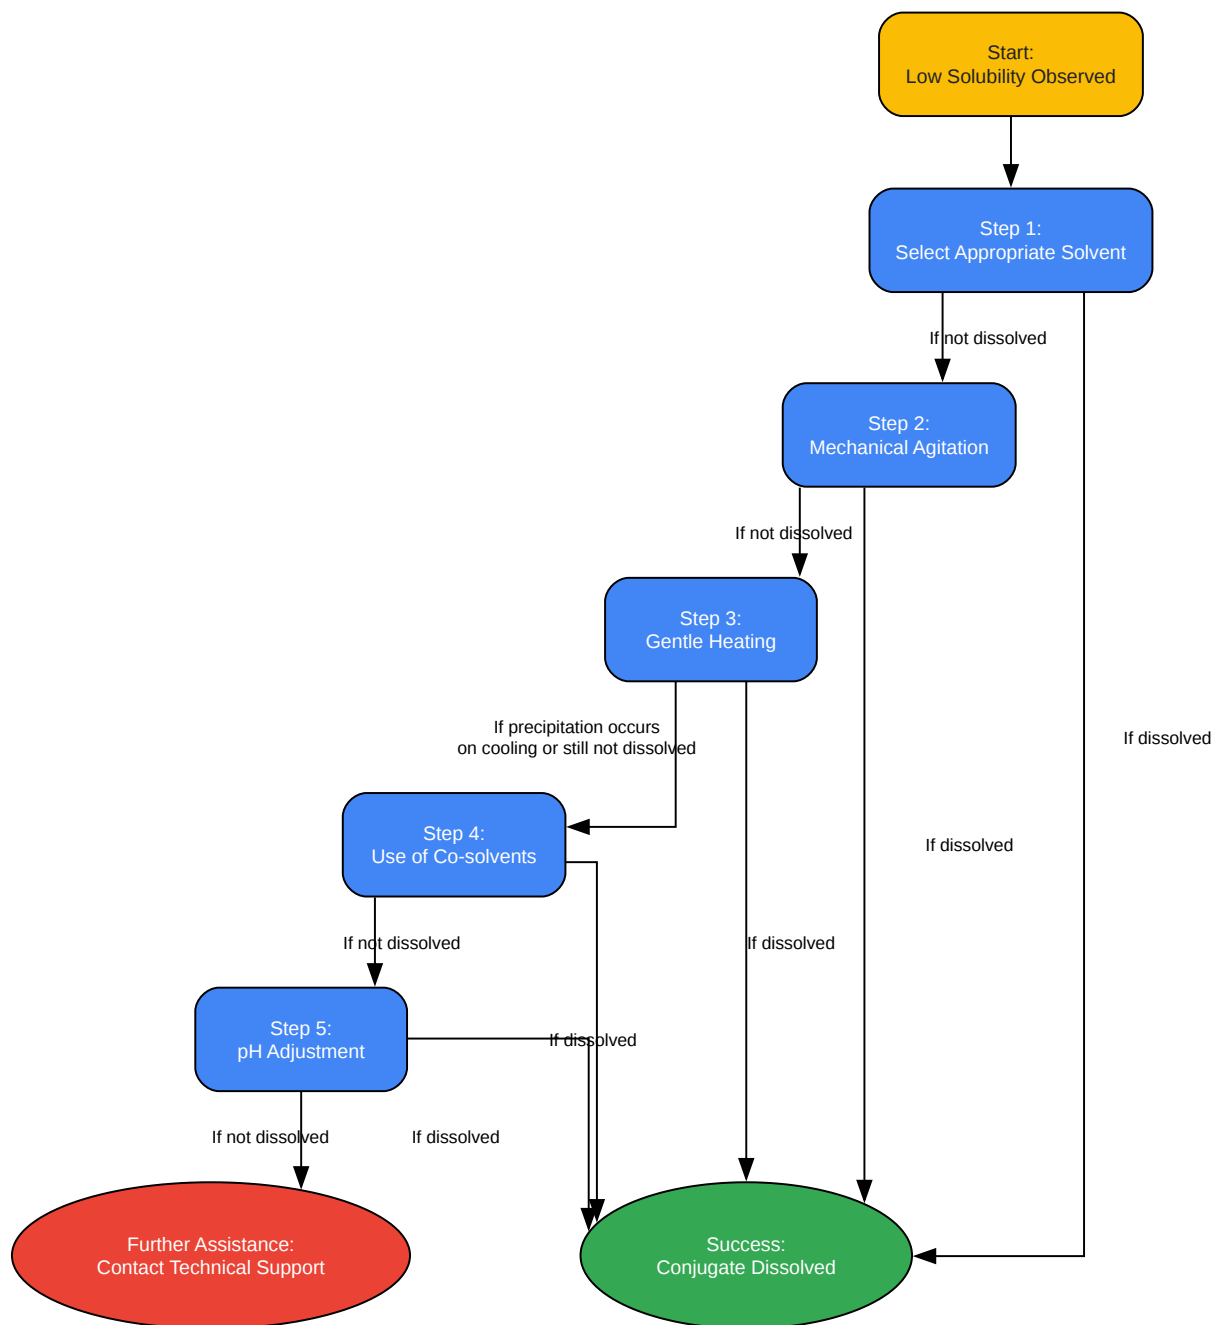 Start:
Low Solubility Observed
Step 1:
Select Appropriate Solvent
If not dissolved
Step 2:
Mechanical Agitation
If not dissolved
Step 3:
Gentle Heating
If precipitation occurs
on cooling or still not dissolved
If dissolved
Step 4:
Use of Co-solvents
If dissolved
If not dissolved
If dissolved
Step 5:
pH Adjustment
If dissolved
If not dissolved
If dissolved
Further Assistance:
Contact Technical Support
Success:
Conjugate Dissolved